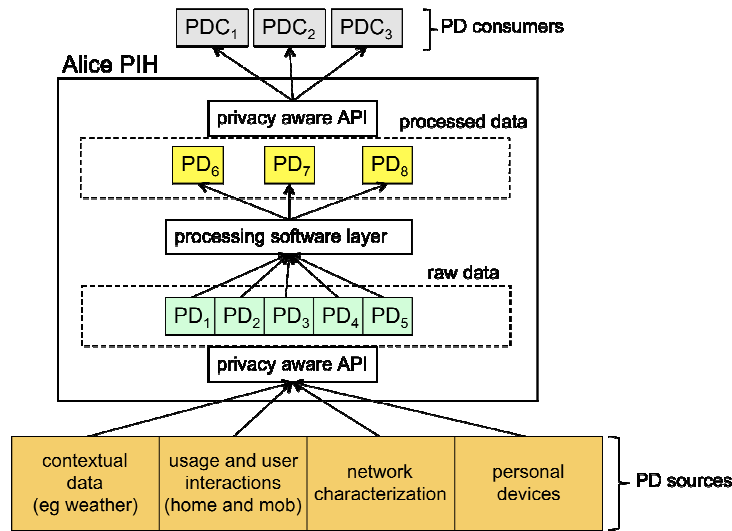 PDC₁ PDC₂ PDC₃
PD consumers
Alice PIH
privacy aware API
processed data
PD₆ PD₇ PD₈
processing software layer
raw data
PD₁ PD₂ PD₃ PD₄ PD₅
privacy aware API
contextual
data
(eg weather)
usage and user
interactions
(home and mob)
network
characterization
personal
devices
PD sources